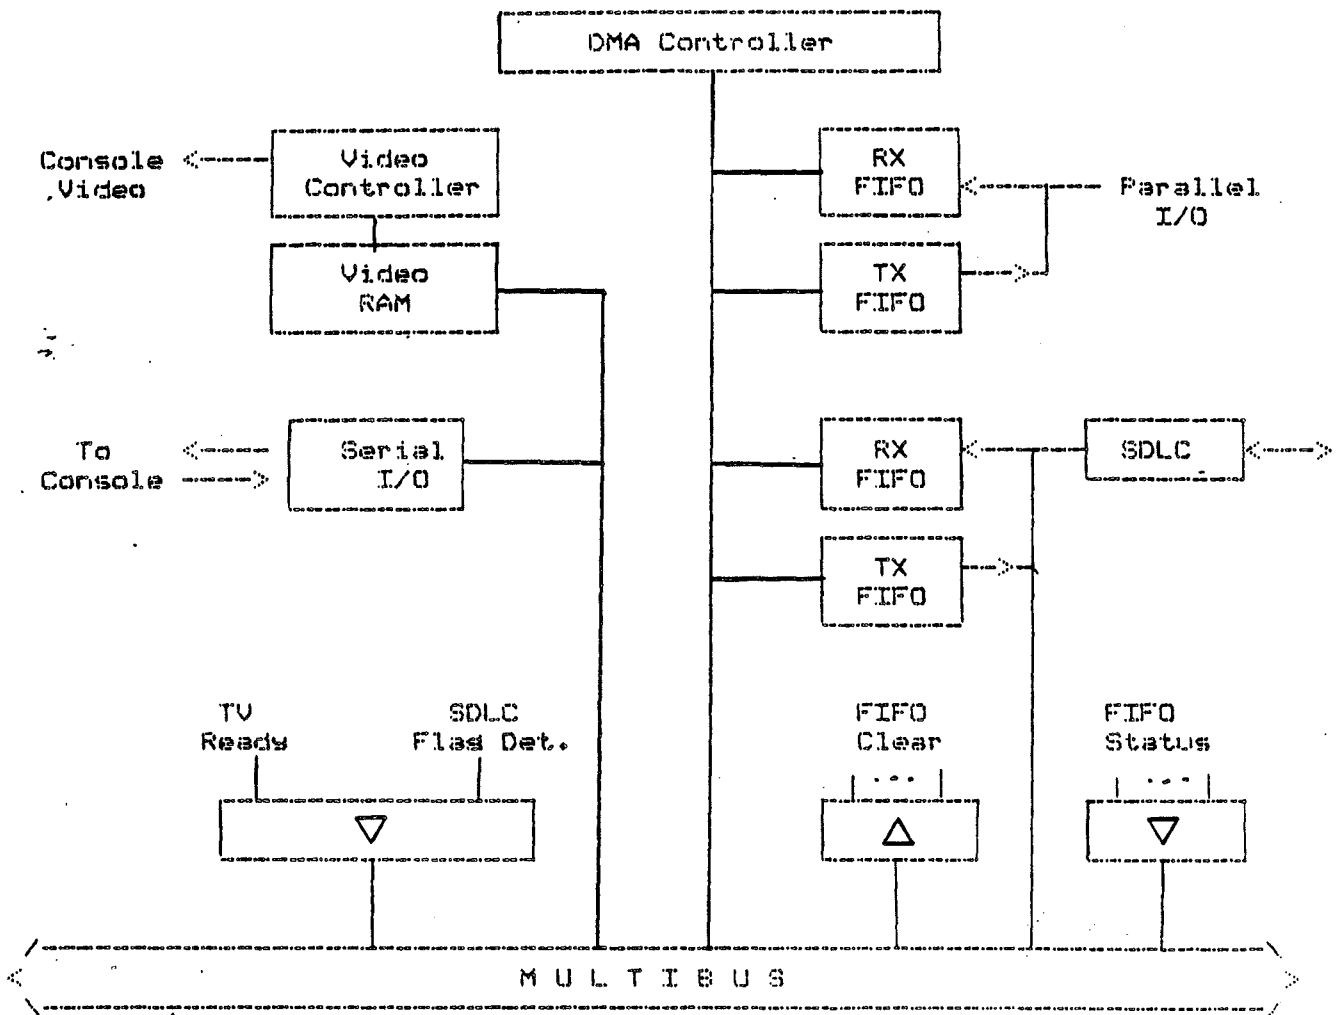 DMA Controller
Console
Video
Video
Controller
RX
FIFO
Parallel
I/O
Video
RAM
TX
FIFO
To
Console
Serial
I/O
RX
FIFO
SDLC
TX
FIFO
TV
Ready
SDLC
Flag Det.
FIFO
Clear
FIFO
Status
MULTIBUS